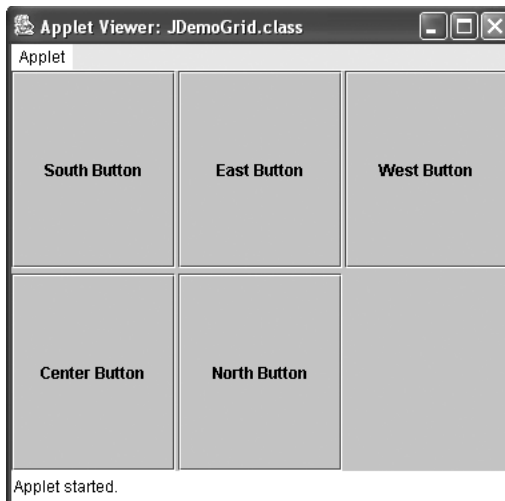 Applet Viewer: JDemoGrid.class
Applet
South Button East Button West Button
Center Button North Button
Applet started.